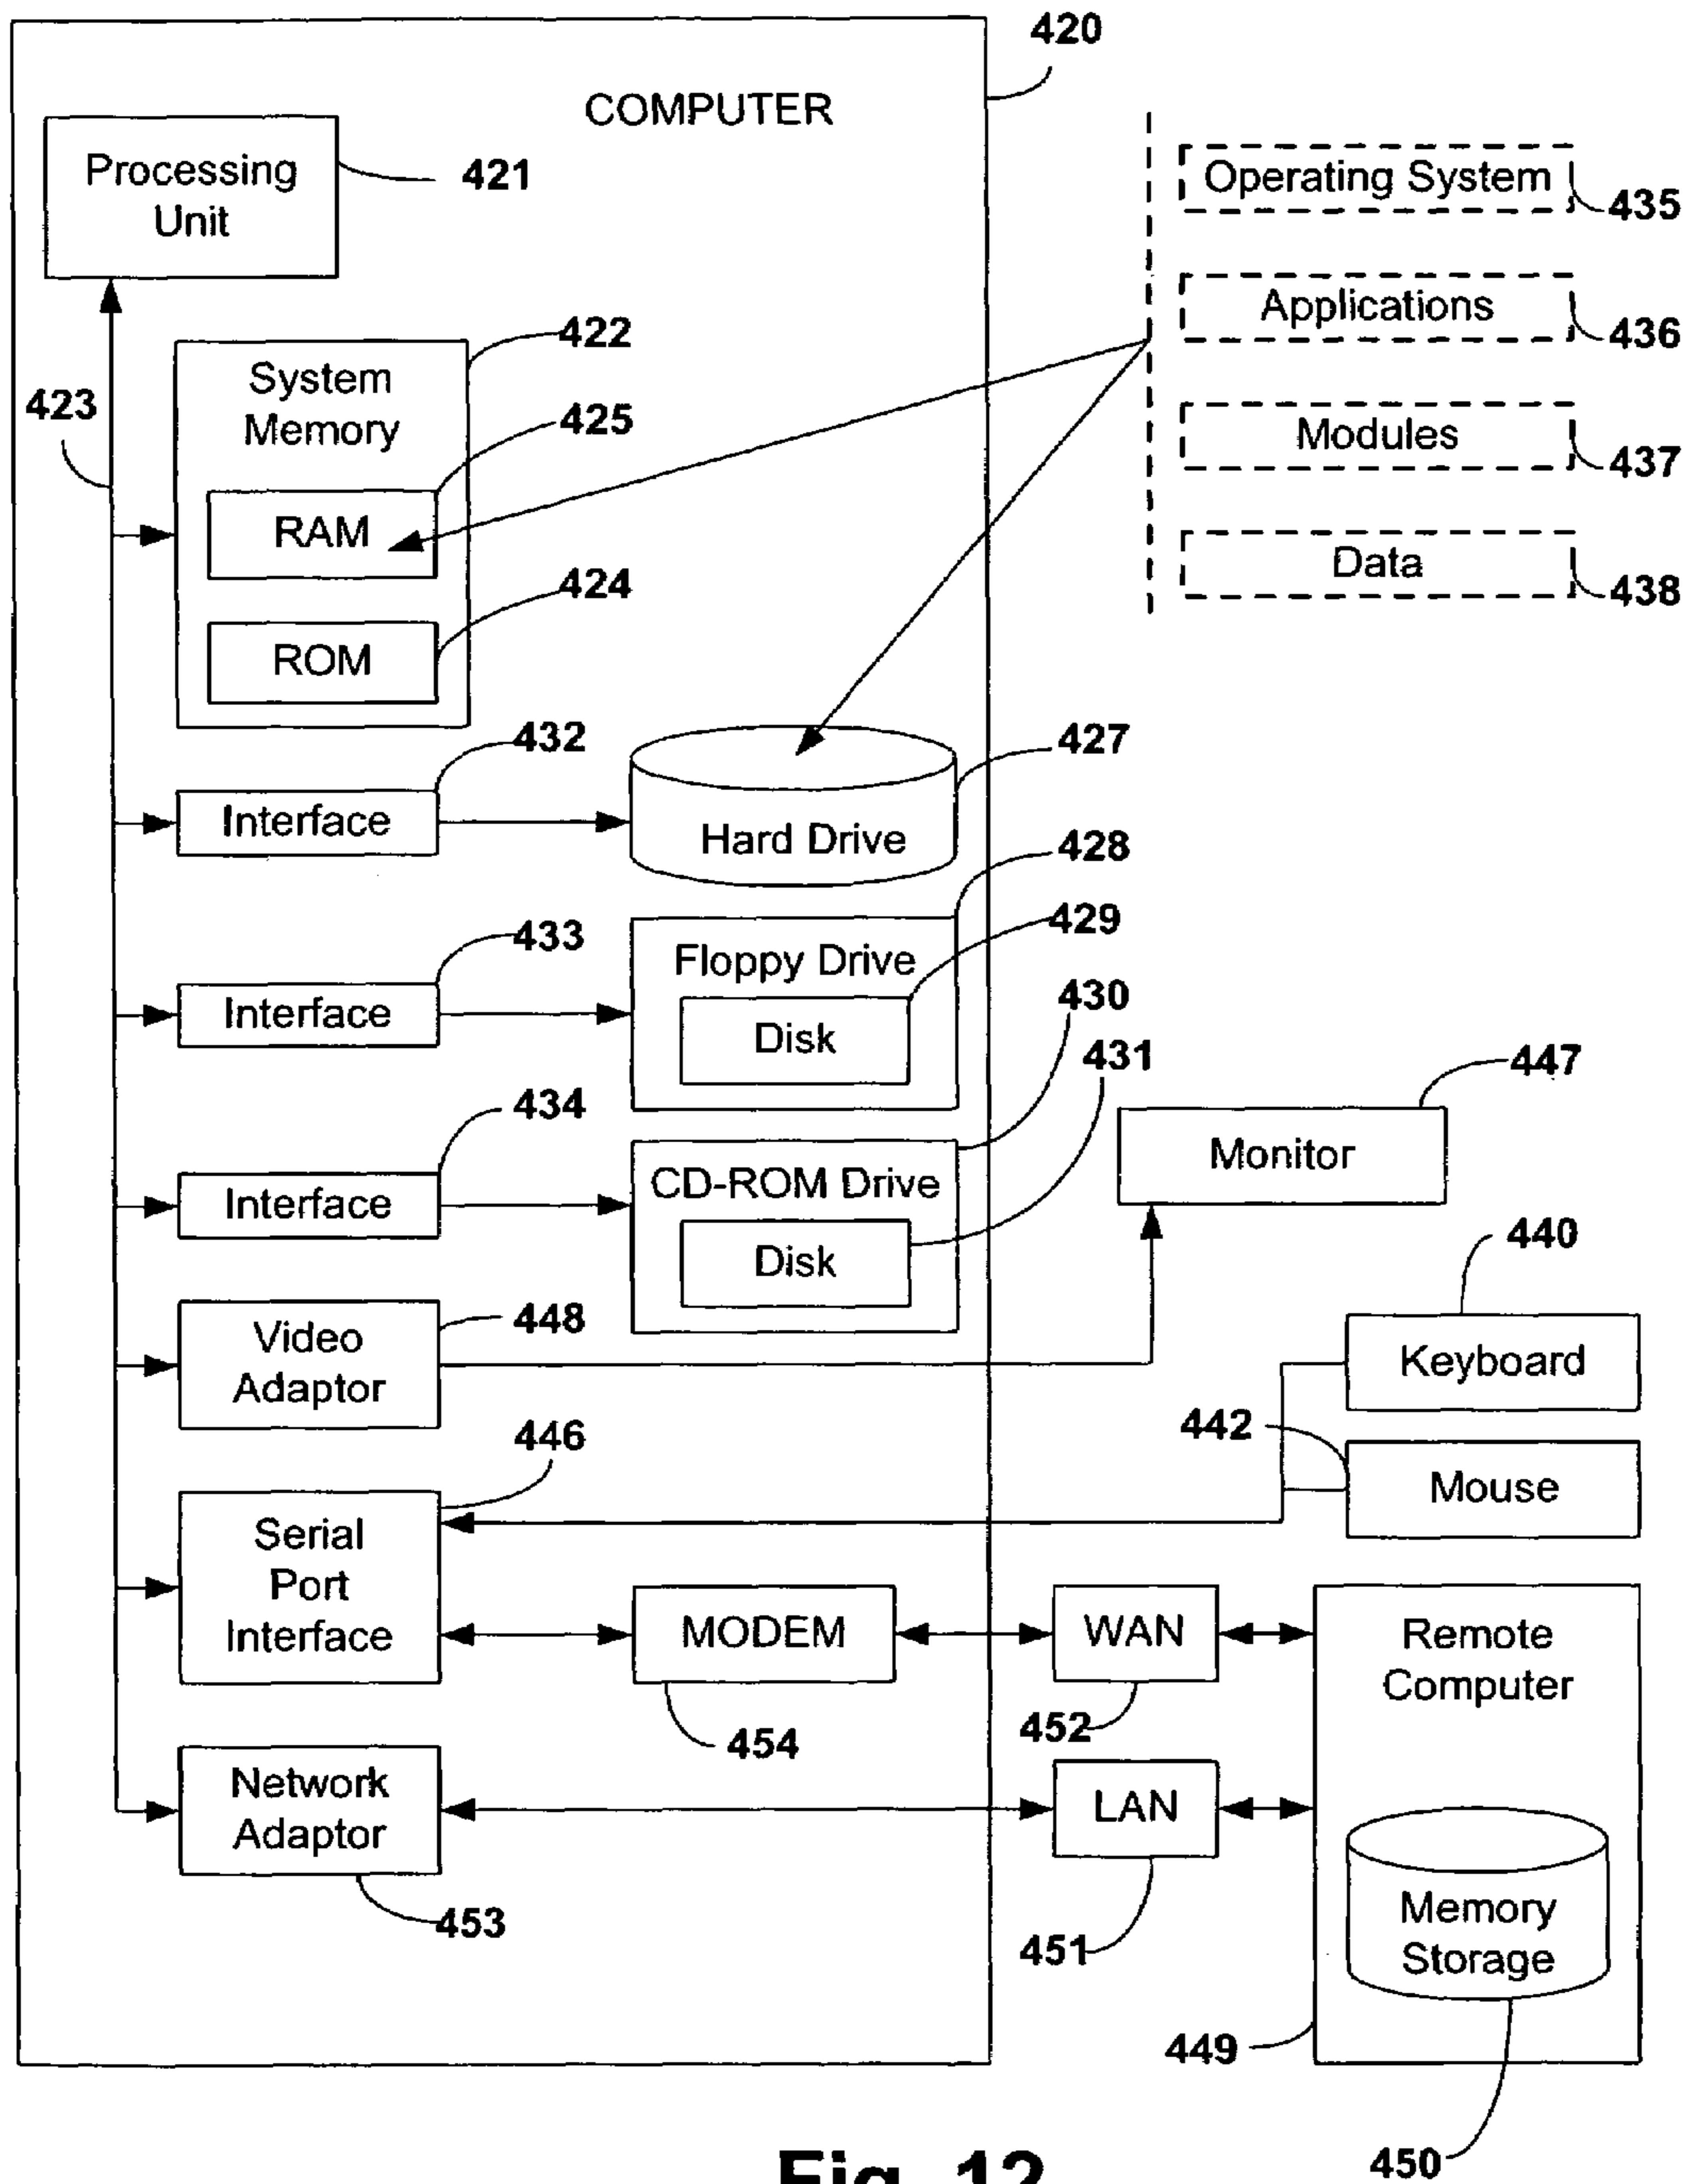 420
COMPUTER
Processing
Unit
421
Operating System
435
Applications
436
Modules
437
Data
438
422
System
Memory
423
425
RAM
424
ROM
432
Interface
427
Hard Drive
428
429
433
Interface
Floppy Drive
Disk
430
431
434
Interface
CD-ROM Drive
Disk
447
Monitor
448
Video
Adaptor
440
Keyboard
442
Mouse
446
Serial
Port
Interface
MODEM
454
WAN
452
Remote
Computer
Network
Adaptor
453
LAN
451
Memory
Storage
449
450
Fig. 12